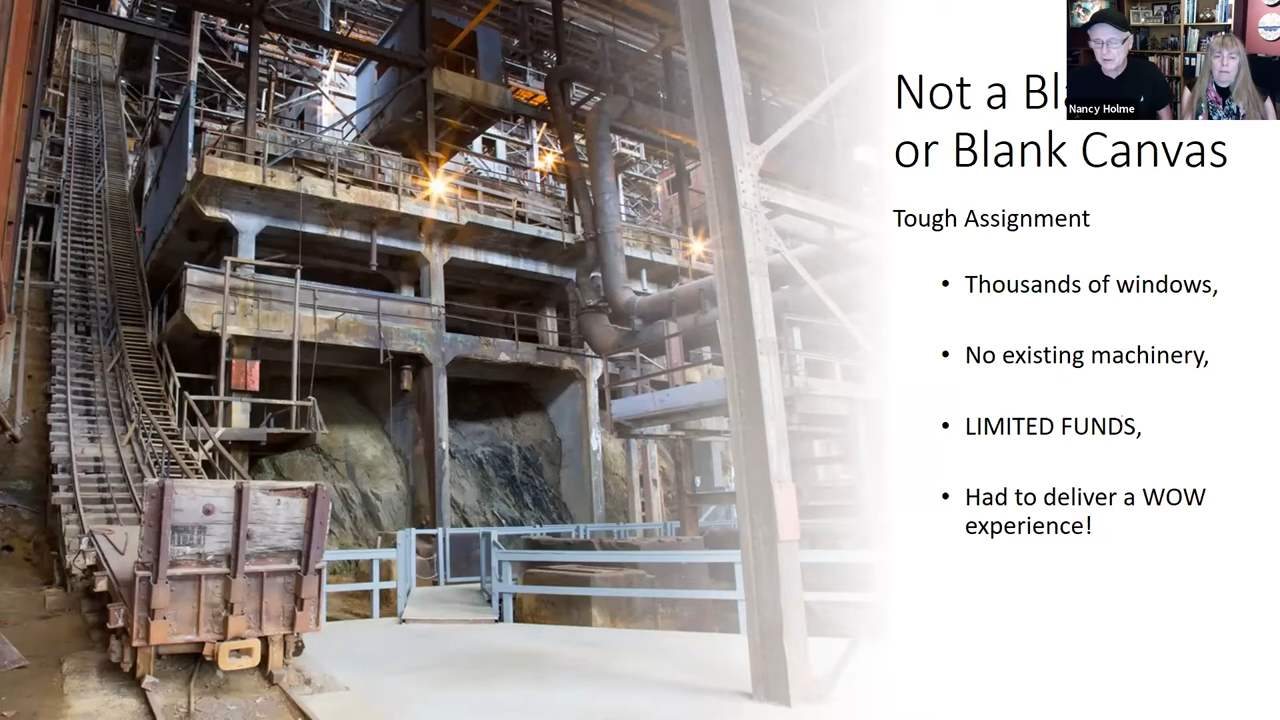 Not a Bl
or Blank Canvas
Nancy Holme
Tough Assignment
• Thousands of windows,
• No existing machinery,
• LIMITED FUNDS,
• Had to deliver a WOW
experience!